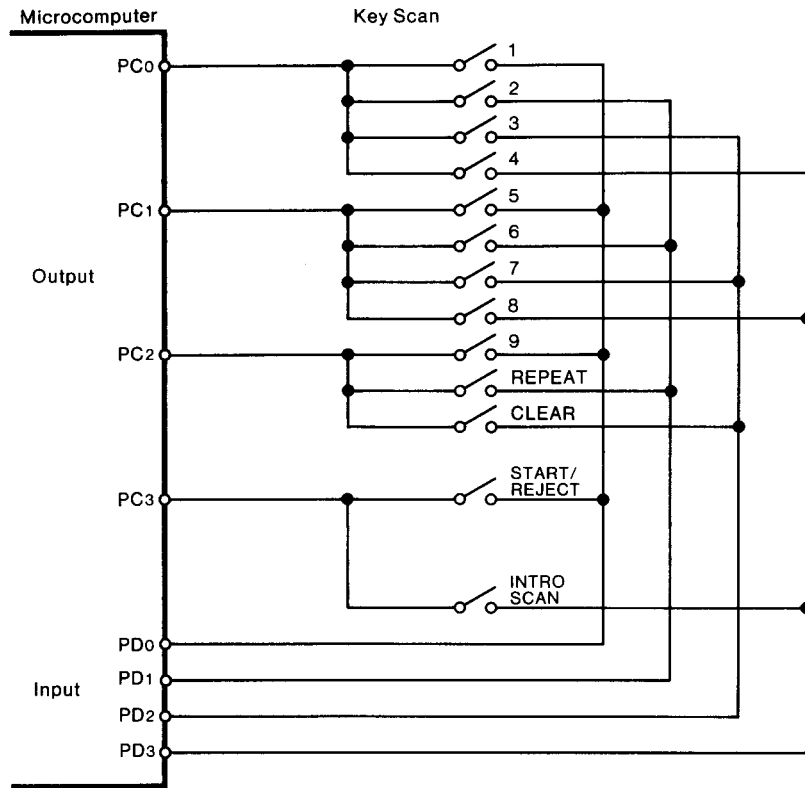 Microcomputer
Key Scan
PC0
1
2
3
4
PC1
5
6
Output
7
8
PC2
9
REPEAT
CLEAR
PC3
START/
REJECT
INTRO
SCAN
PD0
Input
PD1
PD2
PD3